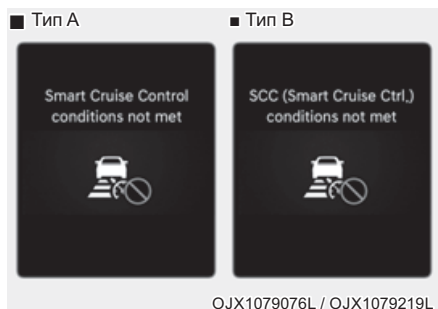 ■ Тип A
■ Тип B
Smart Cruise Control
conditions not met
SCC (Smart Cruise Ctrl.)
conditions not met
OJX1079076L / OJX1079219L